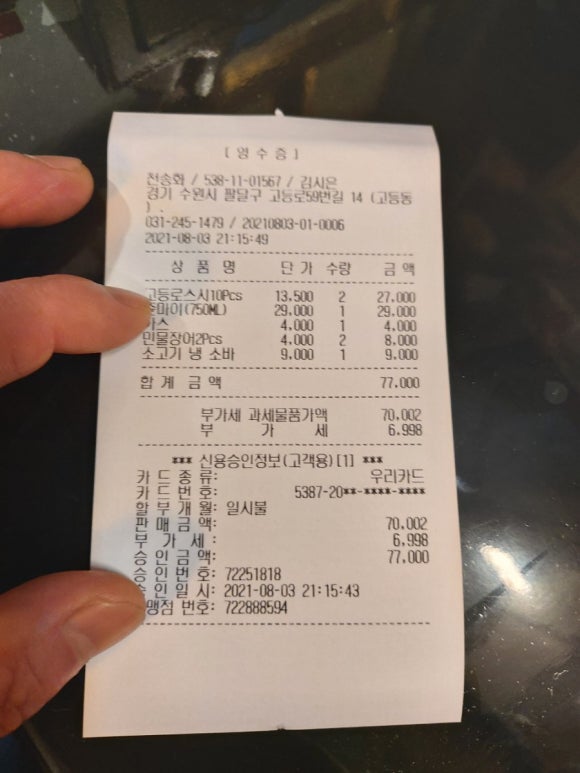 [ 영 수 증 ]
전송화 / 538-11-01567 / 김시은
경기 수원시 팔달구 고등로59번길 14 (고등동
) .
031-245-1479 / 20210803-01-0006
2021-08-03 21:15:49
상 품 명 단 가 수량 금 액
고등로스시10Pcs 13,500 2 27,000
준마이(750ML) 29,000 1 29,000
4,000 1 4,000
민물장어2Pcs 4,000 2 8,000
소고기 냉 소바 9,000 1 9,000
합 계 금 액 77,000
부가세 과세물품가액 70,002
부 가 세 6,998
*** 신용승인정보(고객용)[1] ***
카 드 종 류: 우리카드
카 드 번 호: 5387-20**-****-****
할 부 개 월: 일시불
판 매 금 액: 70,002
부 가 세 : 6,998
승 인 금 액: 77,000
승 인 번 호: 72251818
승 인 일 시: 2021-08-03 21:15:43
맹점 번호: 722888594